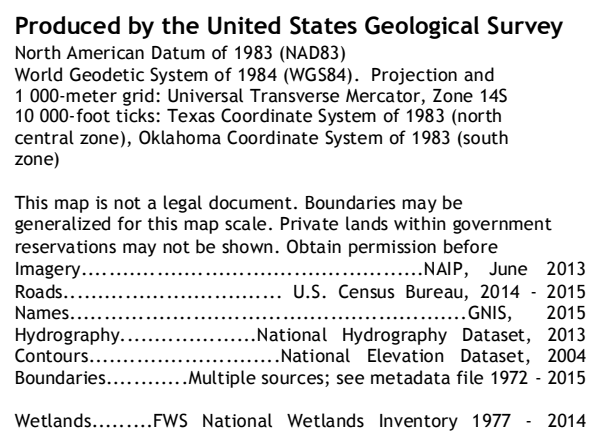 Produced by the United States Geological Survey
North American Datum of 1983 (NAD83)
World Geodetic System of 1984 (WGS84).  Projection and
1 000-meter grid: Universal Transverse Mercator, Zone 14S
10 000-foot ticks: Texas Coordinate System of 1983 (north
central zone), Oklahoma Coordinate System of 1983 (south
zone)
This map is not a legal document. Boundaries may be
generalized for this map scale. Private lands within government
reservations may not be shown. Obtain permission before
Imagery..................................................NAIP, June 2013
Roads................................ U.S. Census Bureau, 2014 - 2015
Names..........................................................GNIS, 2015
Hydrography....................National Hydrography Dataset, 2013
Contours............................National Elevation Dataset, 2004
Boundaries............Multiple sources; see metadata file 1972 - 2015
Wetlands.........FWS National Wetlands Inventory 1977 - 2014